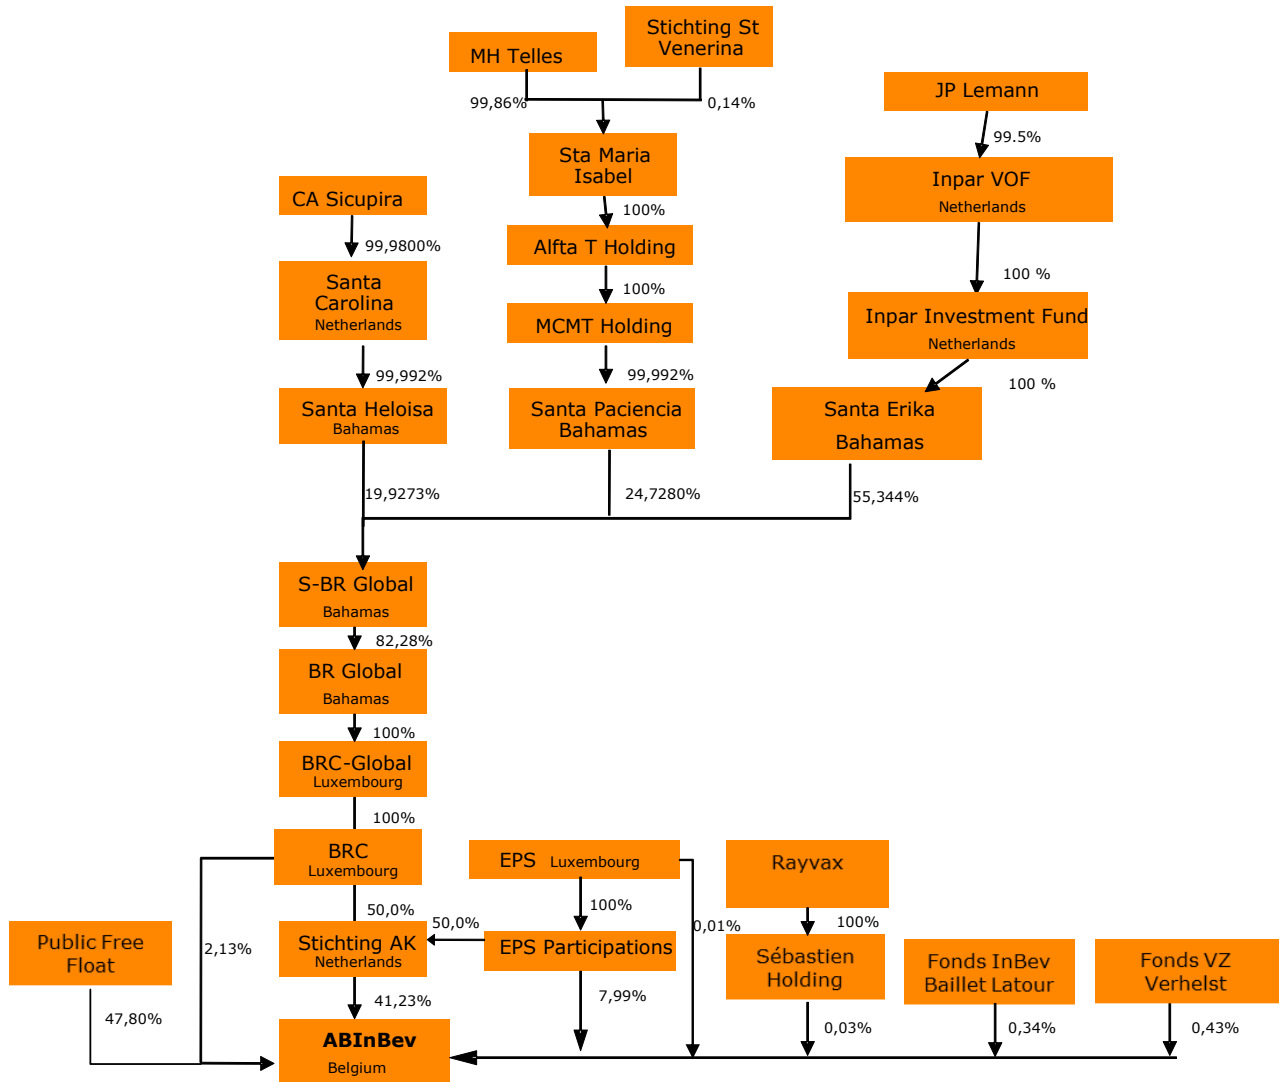 MH Telles
Stichting St
Venerina
99,86%
0,14%
JP Lemann
99.5%
Sta Maria
Isabel
Inpar VOF
Netherlands
CA Sicupira
100%
99,9800%
Alfta T Holding
100 %
Santa
Carolina
Netherlands
100%
MCMT Holding
Inpar Investment Fund
Netherlands
99,992%
99,992%
100 %
Santa Heloisa
Bahamas
Santa Paciencia
Bahamas
Santa Erika
Bahamas
19,9273%
24,7280%
55,344%
S-BR Global
Bahamas
82,28%
BR Global
Bahamas
100%
BRC-Global
Luxembourg
100%
BRC
Luxembourg
EPS Luxembourg
Rayvax
50,0%
50,0%
100%
0,01%
100%
Public Free
Float
2,13%
Stichting AK
Netherlands
EPS Participations
Sébastien
Holding
Fonds InBev
Baillet Latour
Fonds VZ
Verhelst
47,80%
41,23%
7,99%
0,03%
0,34%
0,43%
ABInBev
Belgium